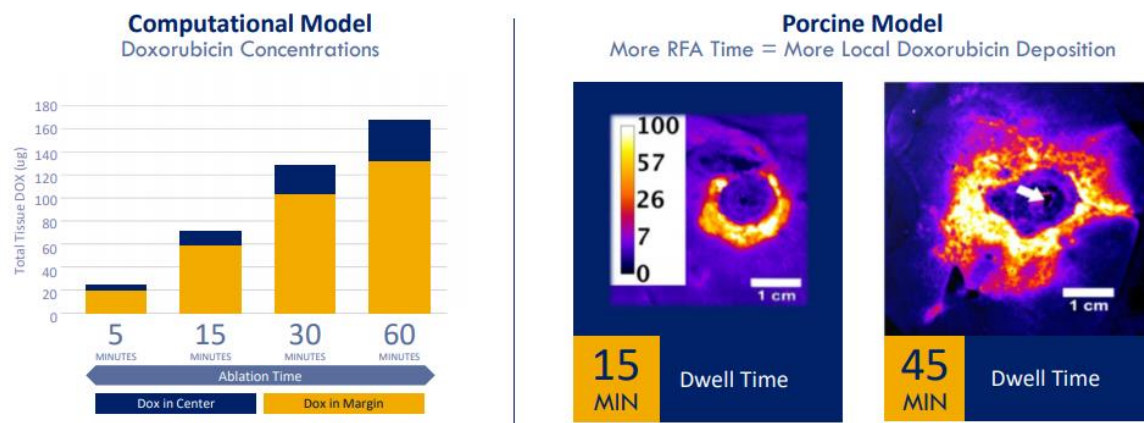 Computational Model
Doxorubicin Concentrations
Total Tissue DOX (ug)
180
160
140
120
100
80
60
40
20
0
5
MINUTES
15
MINUTES
30
MINUTES
60
MINUTES
Ablation Time
Dox in Center
Dox in Margin
Porcine Model
More RFA Time = More Local Doxorubicin Deposition
100
57
26
7
0
1 cm
15
MIN
Dwell Time
1 cm
45
MIN
Dwell Time